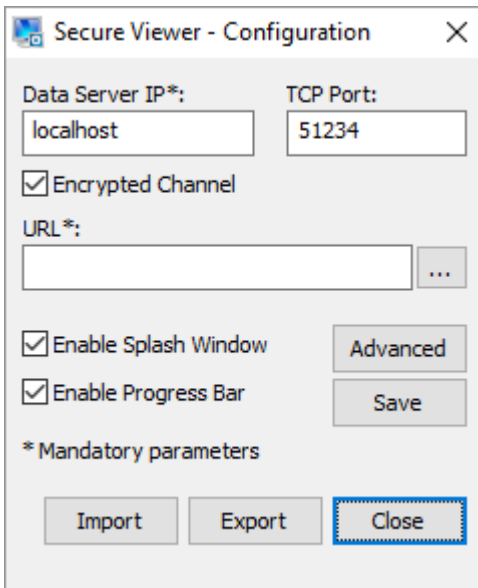 Secure Viewer - Configuration
Data Server IP*: TCP Port:
localhost 51234
Encrypted Channel
URL*:
...
Enable Splash Window Advanced
Enable Progress Bar Save
* Mandatory parameters
Import Export Close